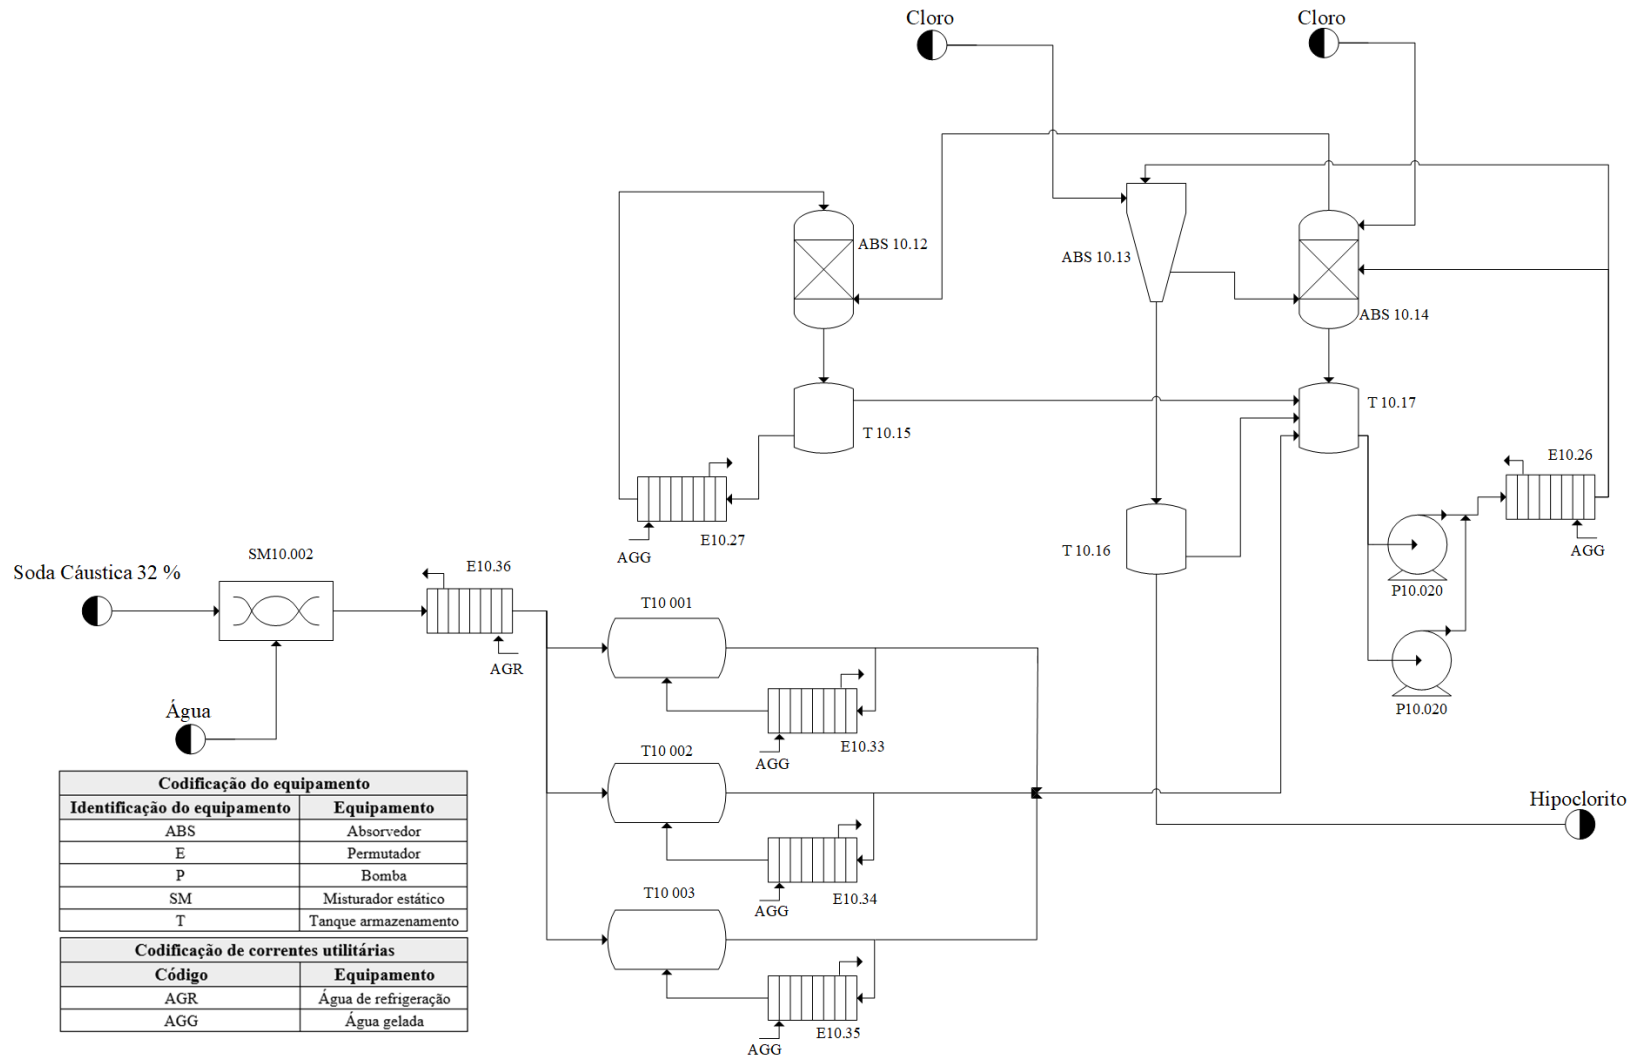 Cloro
Cloro
ABS 10.12
ABS 10.13
ABS 10.14
T 10.17
T 10.15
E10.26
E10.27
AGG
T 10.16
AGG
SM10.002
E10.36
Soda Cáustica 32 %
P10.020
T10 001
AGR
P10.020
Água
E10.33
T10 002
AGG
Hipoclorito
E10.34
T10 003
AGG
E10.35
AGG
Codificação do equipamento
Identificação do equipamento Equipamento
ABS Absorvedor
E Permutador
P Bomba
SM Misturador estático
T Tanque armazenamento
Codificação de correntes utilitárias
Código Equipamento
AGR Água de refrigeração
AGG Água gelada